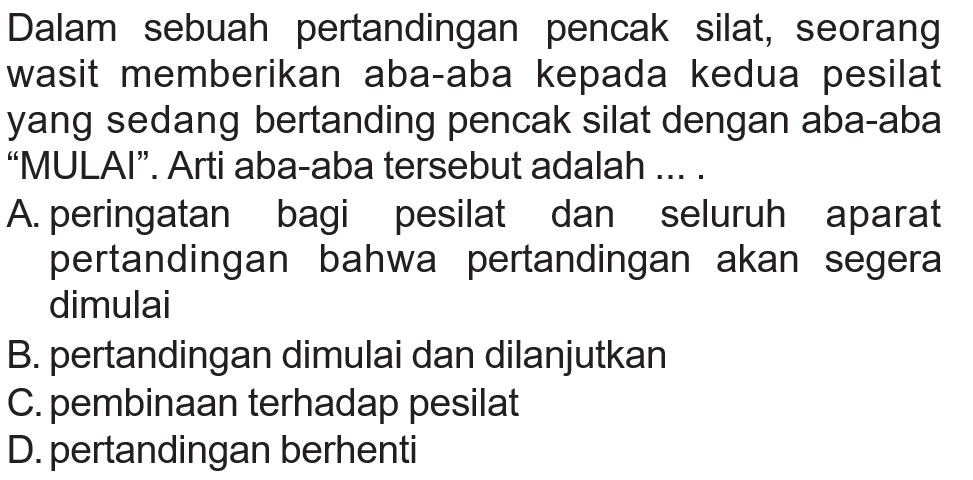 Dalam sebuah pertandingan pencak silat, seorang
wasit memberikan aba-aba kepada kedua pesilat
yang sedang bertanding pencak silat dengan aba-aba
“MULAI”. Arti aba-aba tersebut adalah ... .
A. peringatan bagi pesilat dan seluruh aparat
pertandingan bahwa pertandingan akan segera
dimulai
B. pertandingan dimulai dan dilanjutkan
C. pembinaan terhadap pesilat
D. pertandingan berhenti